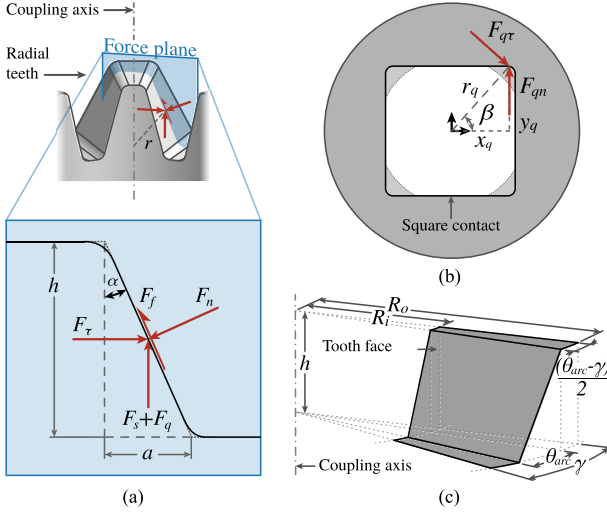 Coupling axis
Radial
teeth
Force plane
r
h
α
F_f
F_n
F_τ
F_s+F_q
a
(a)
F_qτ
r_q
F_qn
β
y_q
x_q
Square contact
(b)
R_o
R_i
h
Tooth face
(θ_arc-γ)
2
θ_arc
γ
Coupling axis
(c)